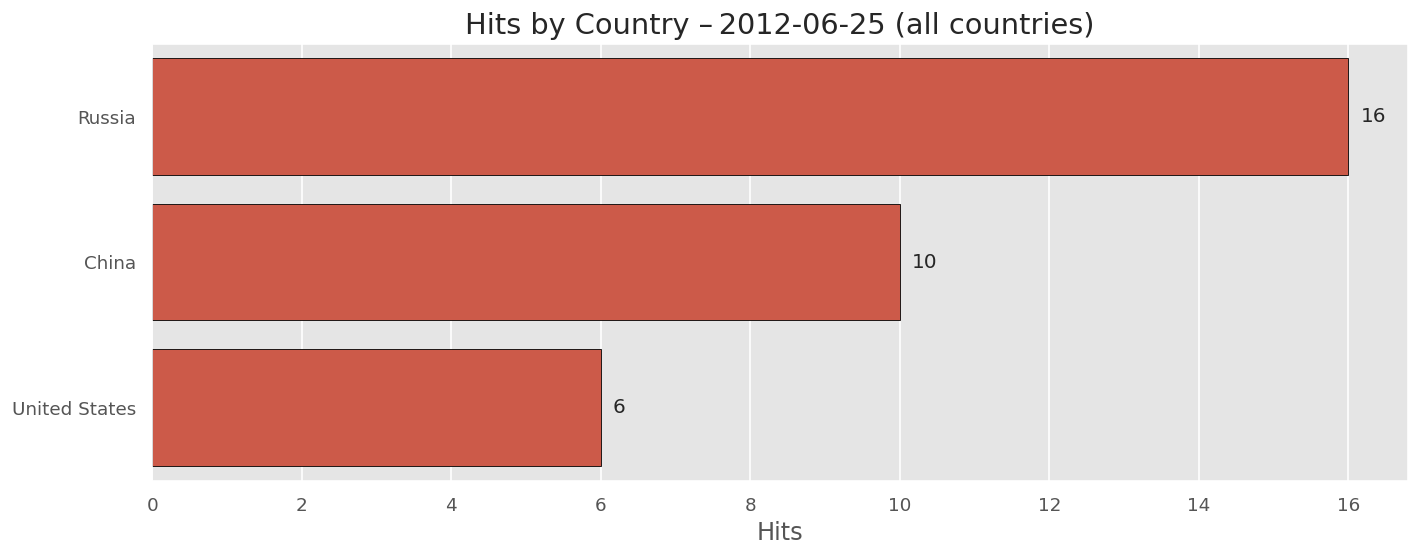 Hits by Country – 2012-06-25 (all countries)
Russia
16
China
10
United States
6
0 2 4 6 8 10 12 14 16
Hits